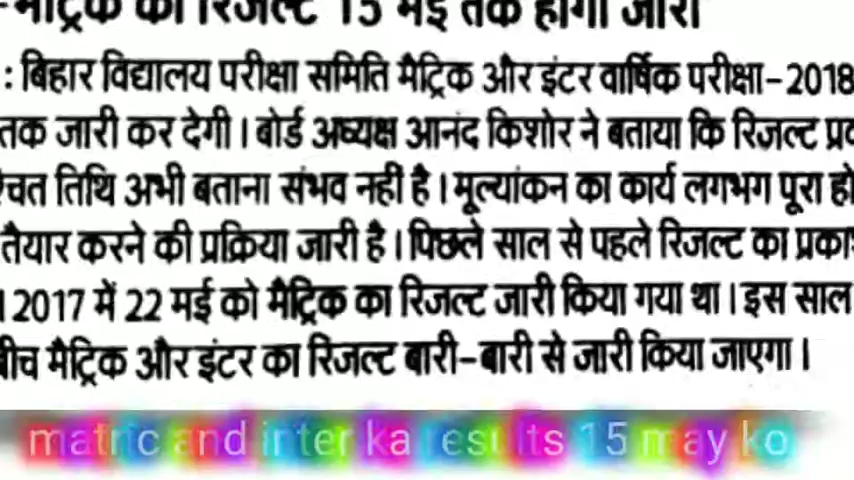 -मैट्रिक का रिजल्ट 15 मई तक होगा जारी
: बिहार विद्यालय परीक्षा समिति मैट्रिक और इंटर वार्षिक परीक्षा-2018
तक जारी कर देगी। बोर्ड अध्यक्ष आनंद किशोर ने बताया कि रिजल्ट
तिथि अभी बताना संभव नहीं है। मूल्यांकन का कार्य लगभग पूरा हो
तैयार करने की प्रक्रिया जारी है। पिछले साल से पहले रिजल्ट का
2017 में 22 मई को मैट्रिक का रिजल्ट जारी किया गया था। इस साल
बीच मैट्रिक और इंटर का रिजल्ट बारी-बारी से जारी किया जाएगा।
matric and inter ka results 15 may ko